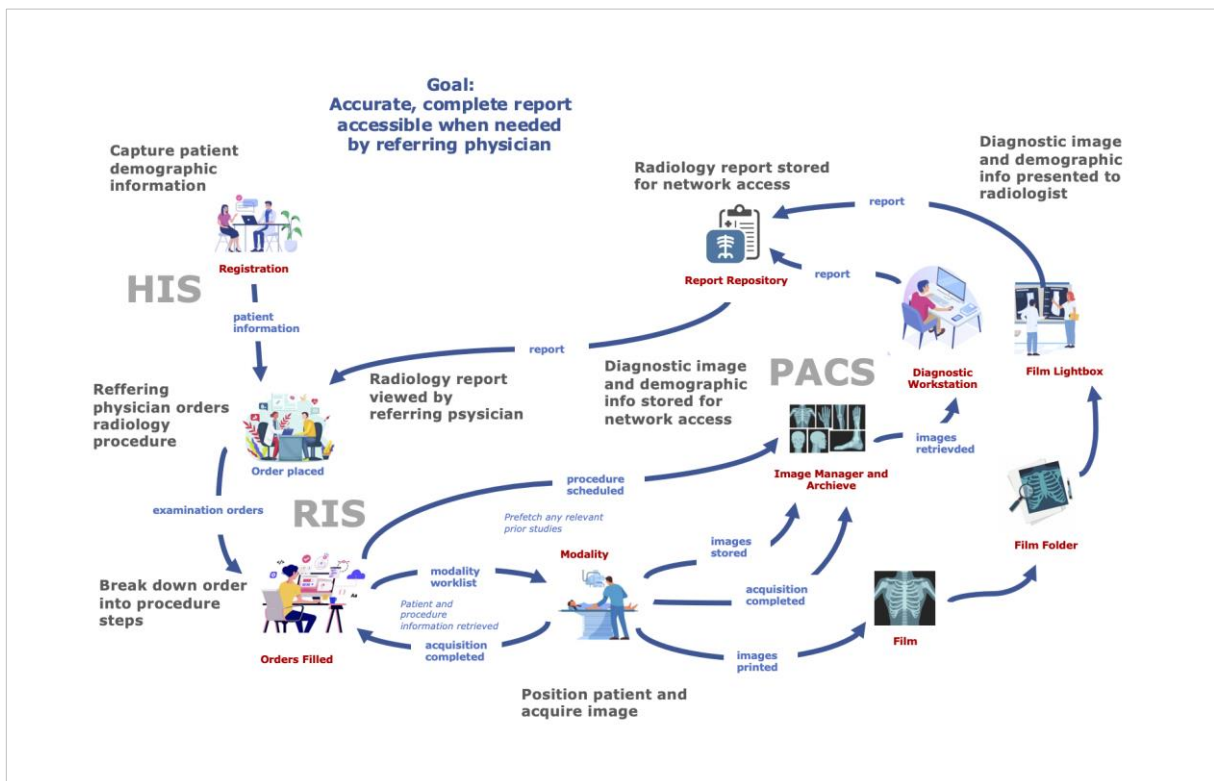 Goal:
Accurate, complete report
accessible when needed
by referring physician
Capture patient
demographic
information
Registration
HIS
patient
information
Reffering
physician orders
radiology
procedure
Order placed
examination orders
RIS
Break down order
into procedure
steps
Orders Filled
Radiology report stored
for network access
Report Repository
report
report
report
Diagnostic image
and demographic
info presented to
radiologist
Radiology report
viewed by
referring psysician
Diagnostic image
and demographic
info stored for
network access
PACS
Diagnostic
Workstation
Film Lightbox
images
retrievded
Image Manager and
Archieve
procedure
scheduled
Prefetch any relevant
prior studies
modality
worklist
Patient and
procedure
information retrieved
acquisition
completed
Modality
images
stored
acquisition
completed
images
printed
Film
Film Folder
Position patient and
acquire image